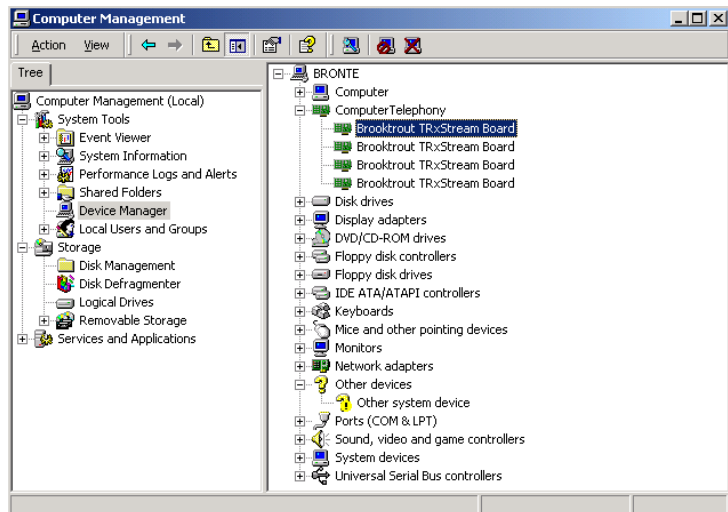 Computer Management
Action View
Tree
Computer Management (Local)
System Tools
Event Viewer
System Information
Performance Logs and Alerts
Shared Folders
Device Manager
Local Users and Groups
Storage
Disk Management
Disk Defragmenter
Logical Drives
Removable Storage
Services and Applications
BRONTE
Computer
ComputerTelephony
Brooktrout TRxStream Board
Brooktrout TRxStream Board
Brooktrout TRxStream Board
Brooktrout TRxStream Board
Disk drives
Display adapters
DVD/CD-ROM drives
Floppy disk controllers
Floppy disk drives
IDE ATA/ATAPI controllers
Keyboards
Mice and other pointing devices
Monitors
Network adapters
Other devices
Other system device
Ports (COM & LPT)
Sound, video and game controllers
System devices
Universal Serial Bus controllers